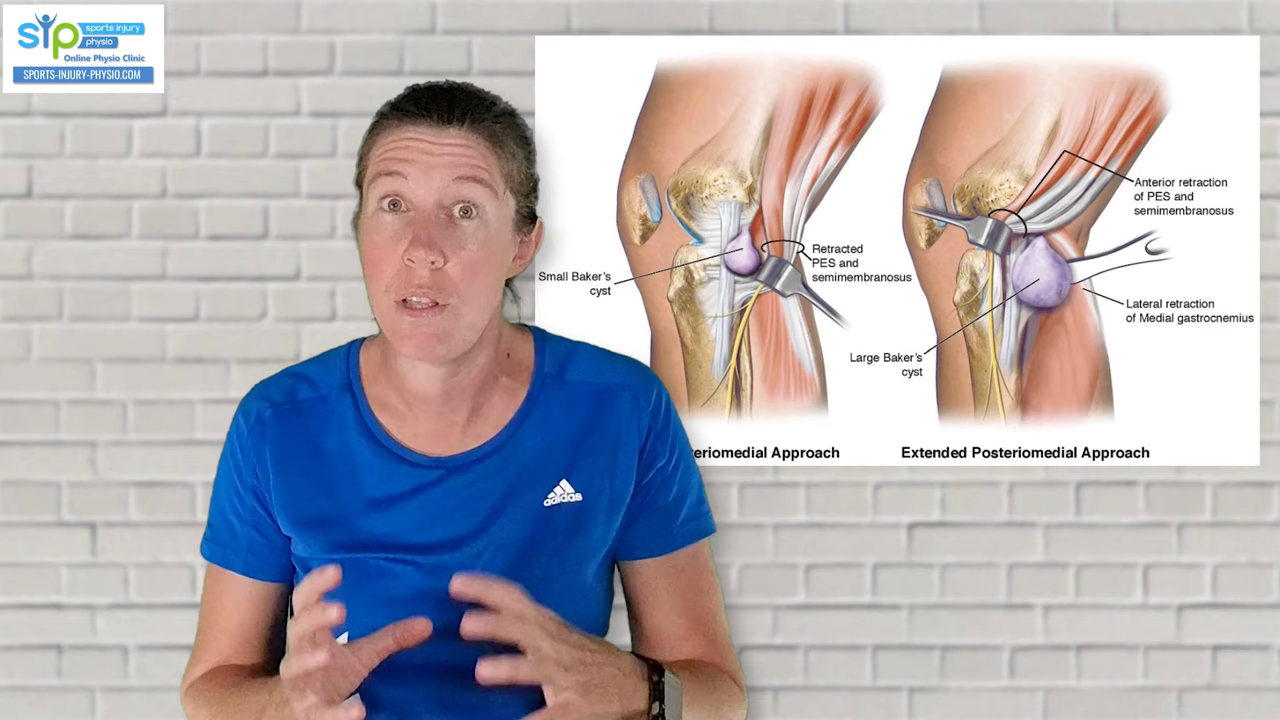 sip
sports injury
physio
Online Physio Clinic
SPORTS-INJURY-PHYSIO.COM
Small Baker's
cyst
Retracted
PES and
semimembranosus
Anterior retraction
of PES and
semimembranosus
Lateral retraction
of Medial gastrocnemius
Large Baker's
cyst
eriomedial Approach
Extended Posteriomedial Approach
adidas